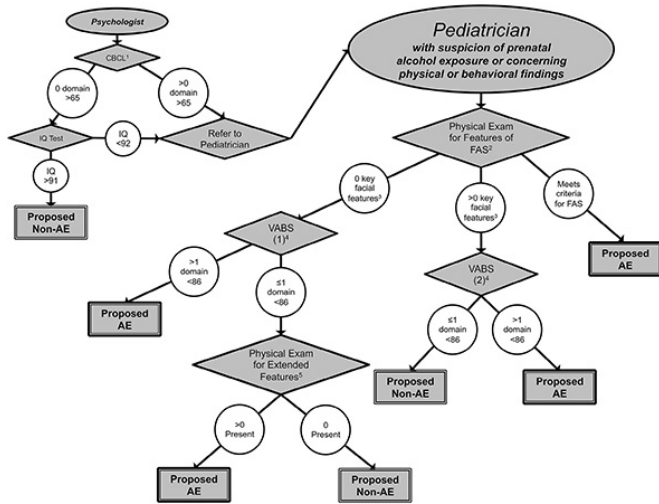 Psychologist
CBCL¹
0 domain
>65
>0
domain
>65
IQ Test
IQ
<92
Refer to
Pediatrician
IQ
>91
Proposed
Non-AE
Pediatrician
with suspicion of prenatal
alcohol exposure or concerning
physical or behavioral findings
Physical Exam
for Features of
FAS²
0 key
facial
features³
>0 key
facial
features³
Meets
criteria
for FAS
Proposed
AE
VABS
(1)⁴
>1
domain
<86
≤1
domain
<86
Proposed
AE
VABS
(2)⁴
≤1
domain
<86
>1
domain
<86
Proposed
Non-AE
Proposed
AE
Physical Exam
for Extended
Features⁵
>0
Present
0
Present
Proposed
AE
Proposed
Non-AE